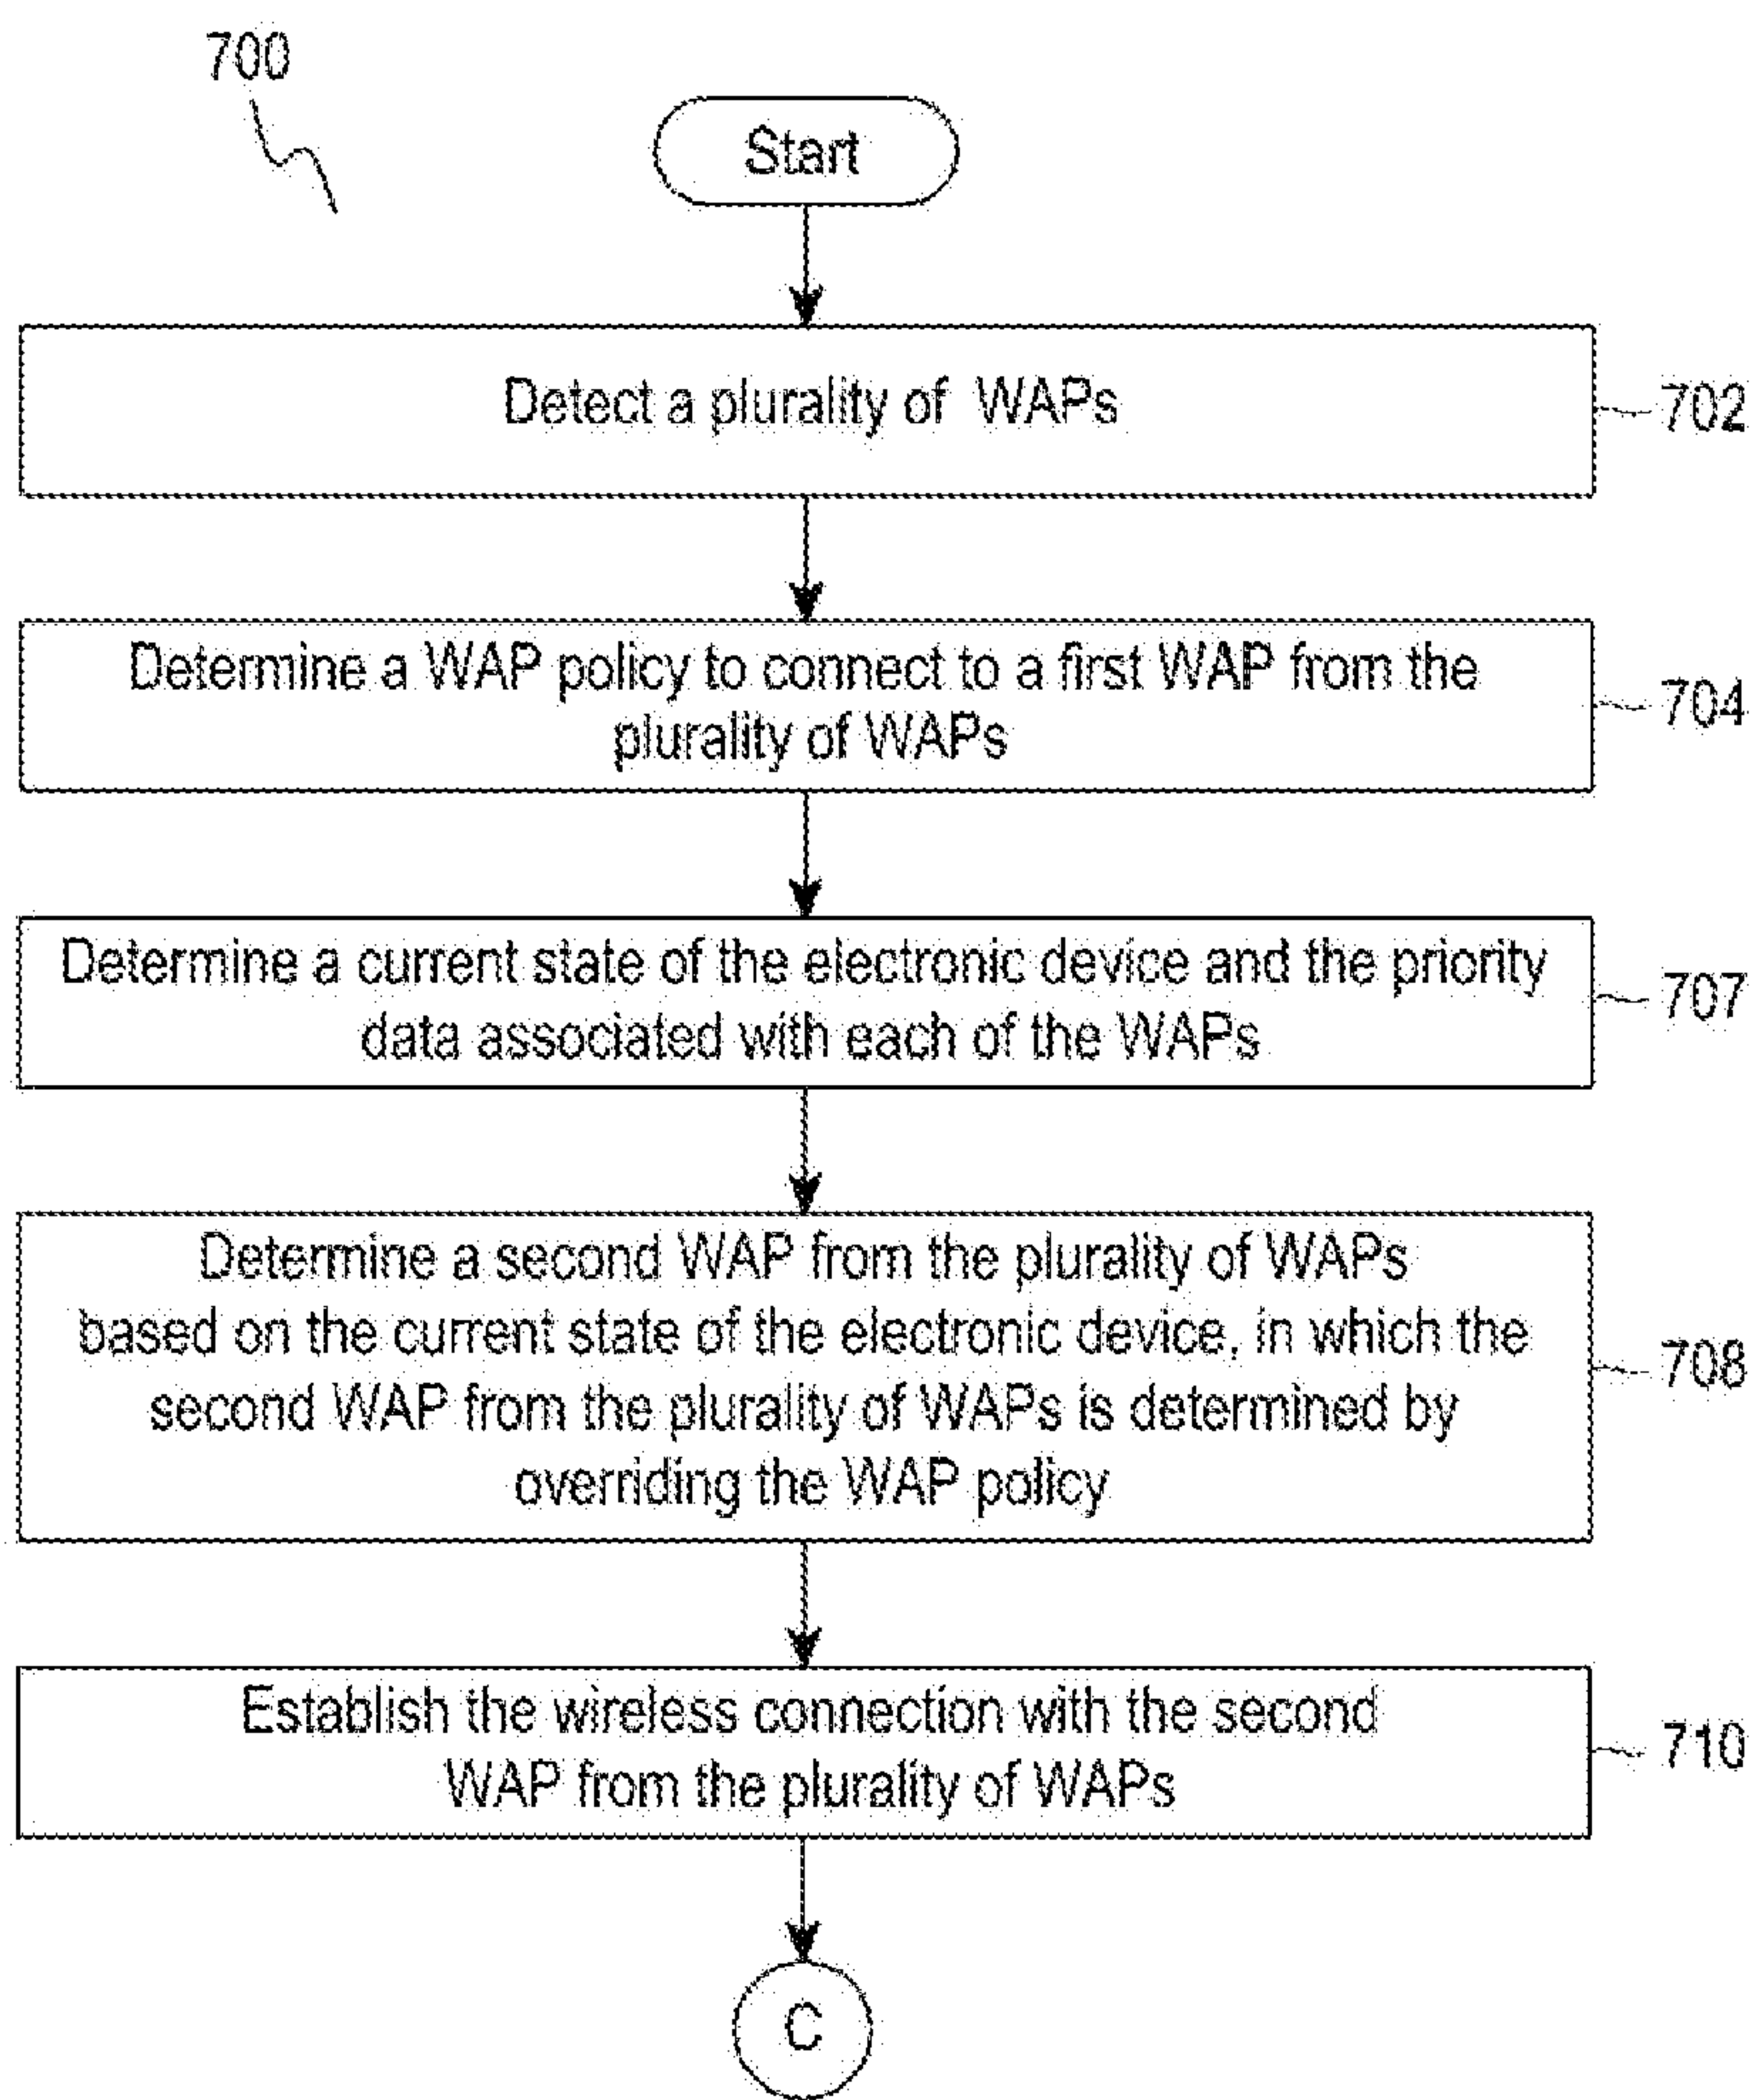 700
Start
Detect a plurality of WAPs
702
Determine a WAP policy to connect to a first WAP from the
plurality of WAPs
704
Determine a current state of the electronic device and the priority
data associated with each of the WAPs
707
Determine a second WAP from the plurality of WAPs
based on the current state of the electronic device, in which the
second WAP from the plurality of WAPs is determined by
overriding the WAP policy
708
Establish the wireless connection with the second
WAP from the plurality of WAPs
710
C